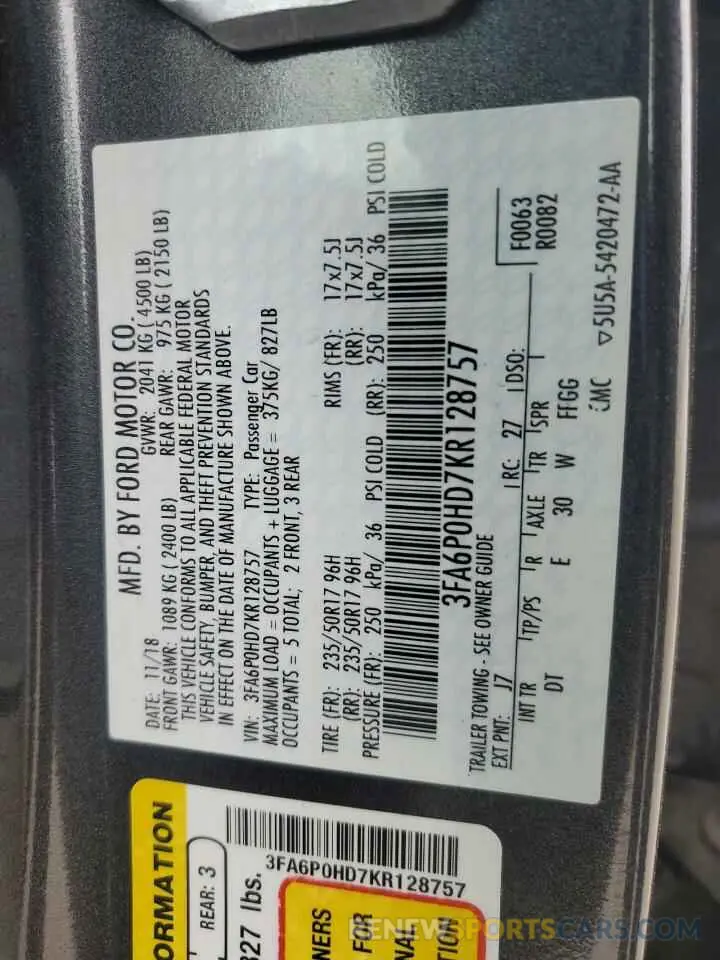 MFD. BY FORD MOTOR CO.
DATE: 11/18 GVWR: 2041 KG ( 4500 LB)
FRONT GAWR: 1089 KG ( 2400 LB) REAR GAWR: 975 KG ( 2150 LB)
THIS VEHICLE CONFORMS TO ALL APPLICABLE FEDERAL MOTOR
VEHICLE SAFETY, BUMPER, AND THEFT PREVENTION STANDARDS
IN EFFECT ON THE DATE OF MANUFACTURE SHOWN ABOVE.
VIN: 3FA6P0HD7KR128757 TYPE: Passenger Car
MAXIMUM LOAD = OCCUPANTS + LUGGAGE = 375KG/ 827LB
OCCUPANTS = 5 TOTAL; 2 FRONT, 3 REAR
TIRE (FR): 235/50R17 96H RIMS (FR): 17x7.5J
(RR): 235/50R17 96H (RR): 17x7.5J
PRESSURE (FR): 250 kPa/ 36 PSI COLD (RR): 250 kPa/ 36 PSI COLD
3FA6P0HD7KR128757
TRAILER TOWING - SEE OWNER GUIDE
F0063
R0082
EXT PNT: J7 RC: 27 DSO:
INT TR TP/PS R AXLE TR SPR
DT E 30 W FFGG
▽5U5A-5420472-AA
ORMATION
REAR: 3
827 lbs.
3FA6P0HD7KR128757
NERS
FOR
NAL
TION
RENEWSPORTSCARS.COM